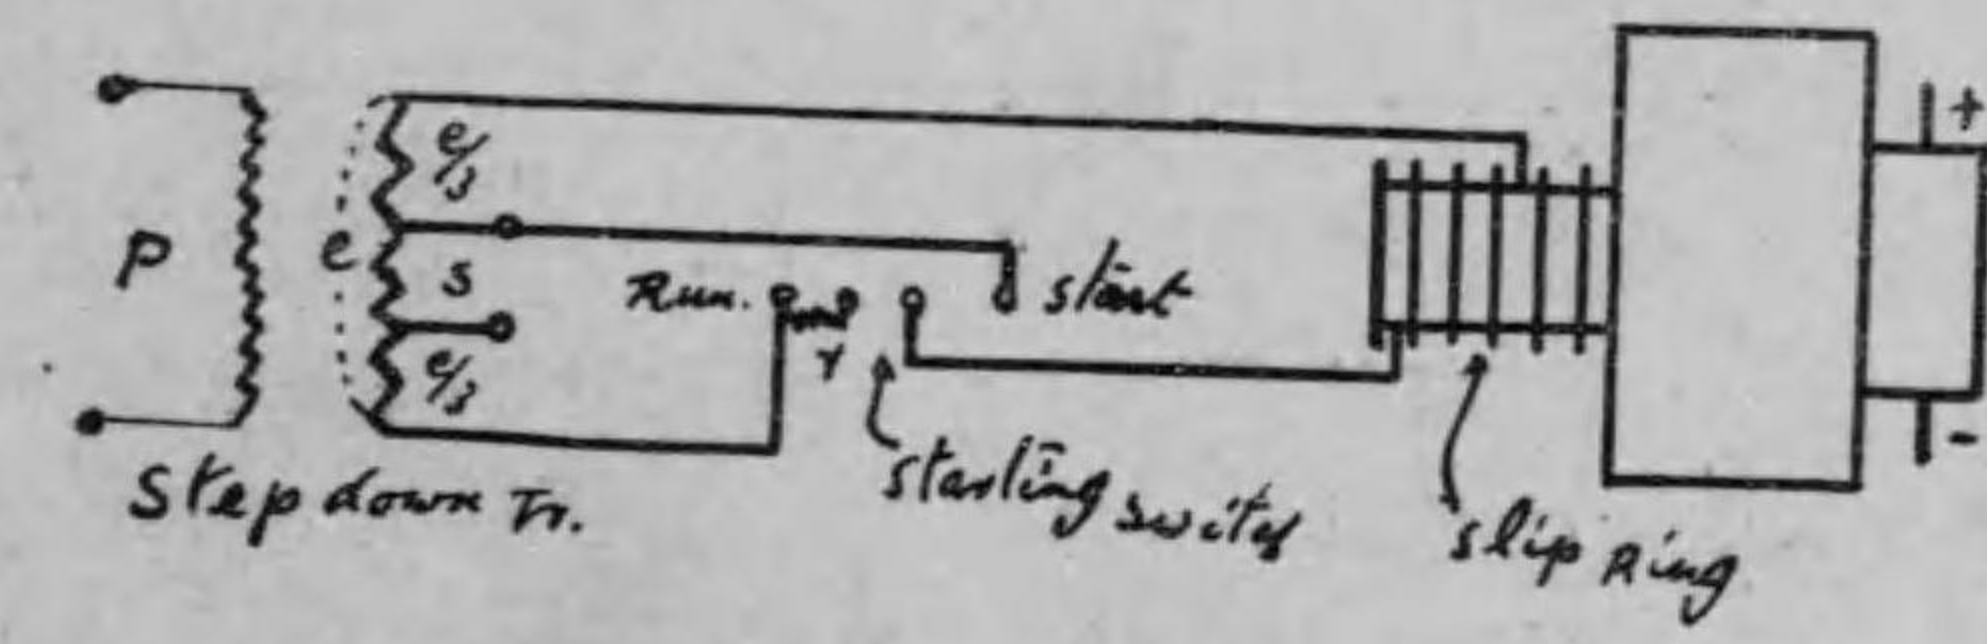 e/3
+
P
e
s
Run.
start
r
e/3
-
Step down Tr.
starting switch
slip Ring